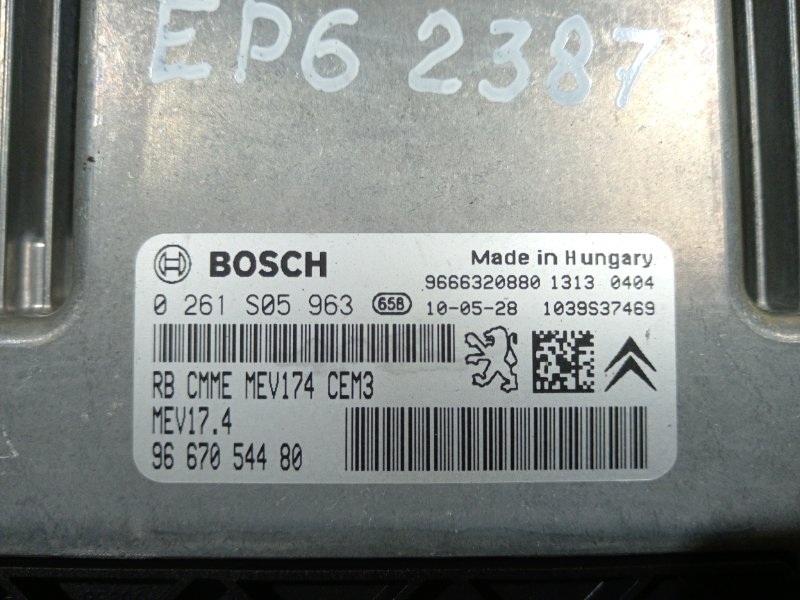 EP6 2387
BOSCH
Made in Hungary
9666320880 1313 0404
0 261 S05 963 65B 10-05-28 1039S37469
RB CMME MEV174 CEM3
MEV17.4
96 670 544 80